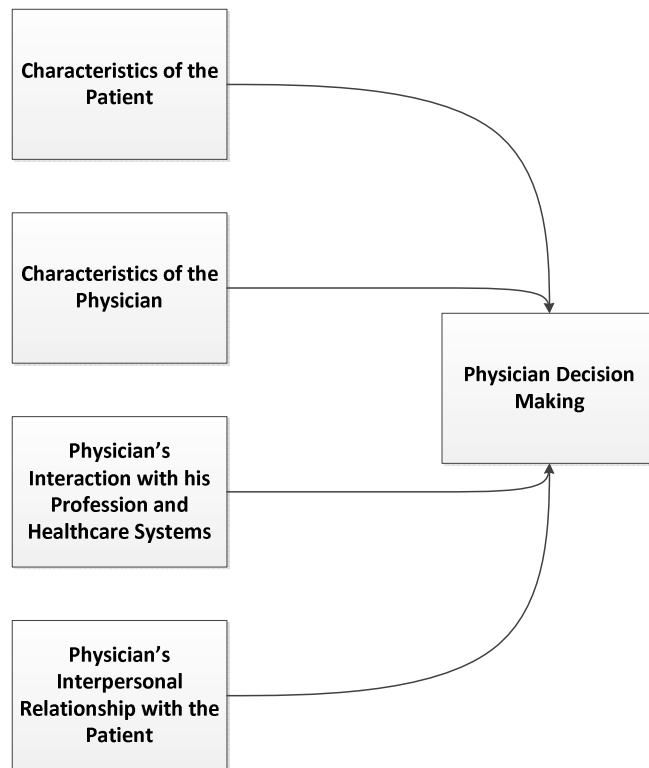 Characteristics of the
Patient
Characteristics of the
Physician
Physician Decision
Making
Physician’s
Interaction with his
Profession and
Healthcare Systems
Physician’s
Interpersonal
Relationship with the
Patient